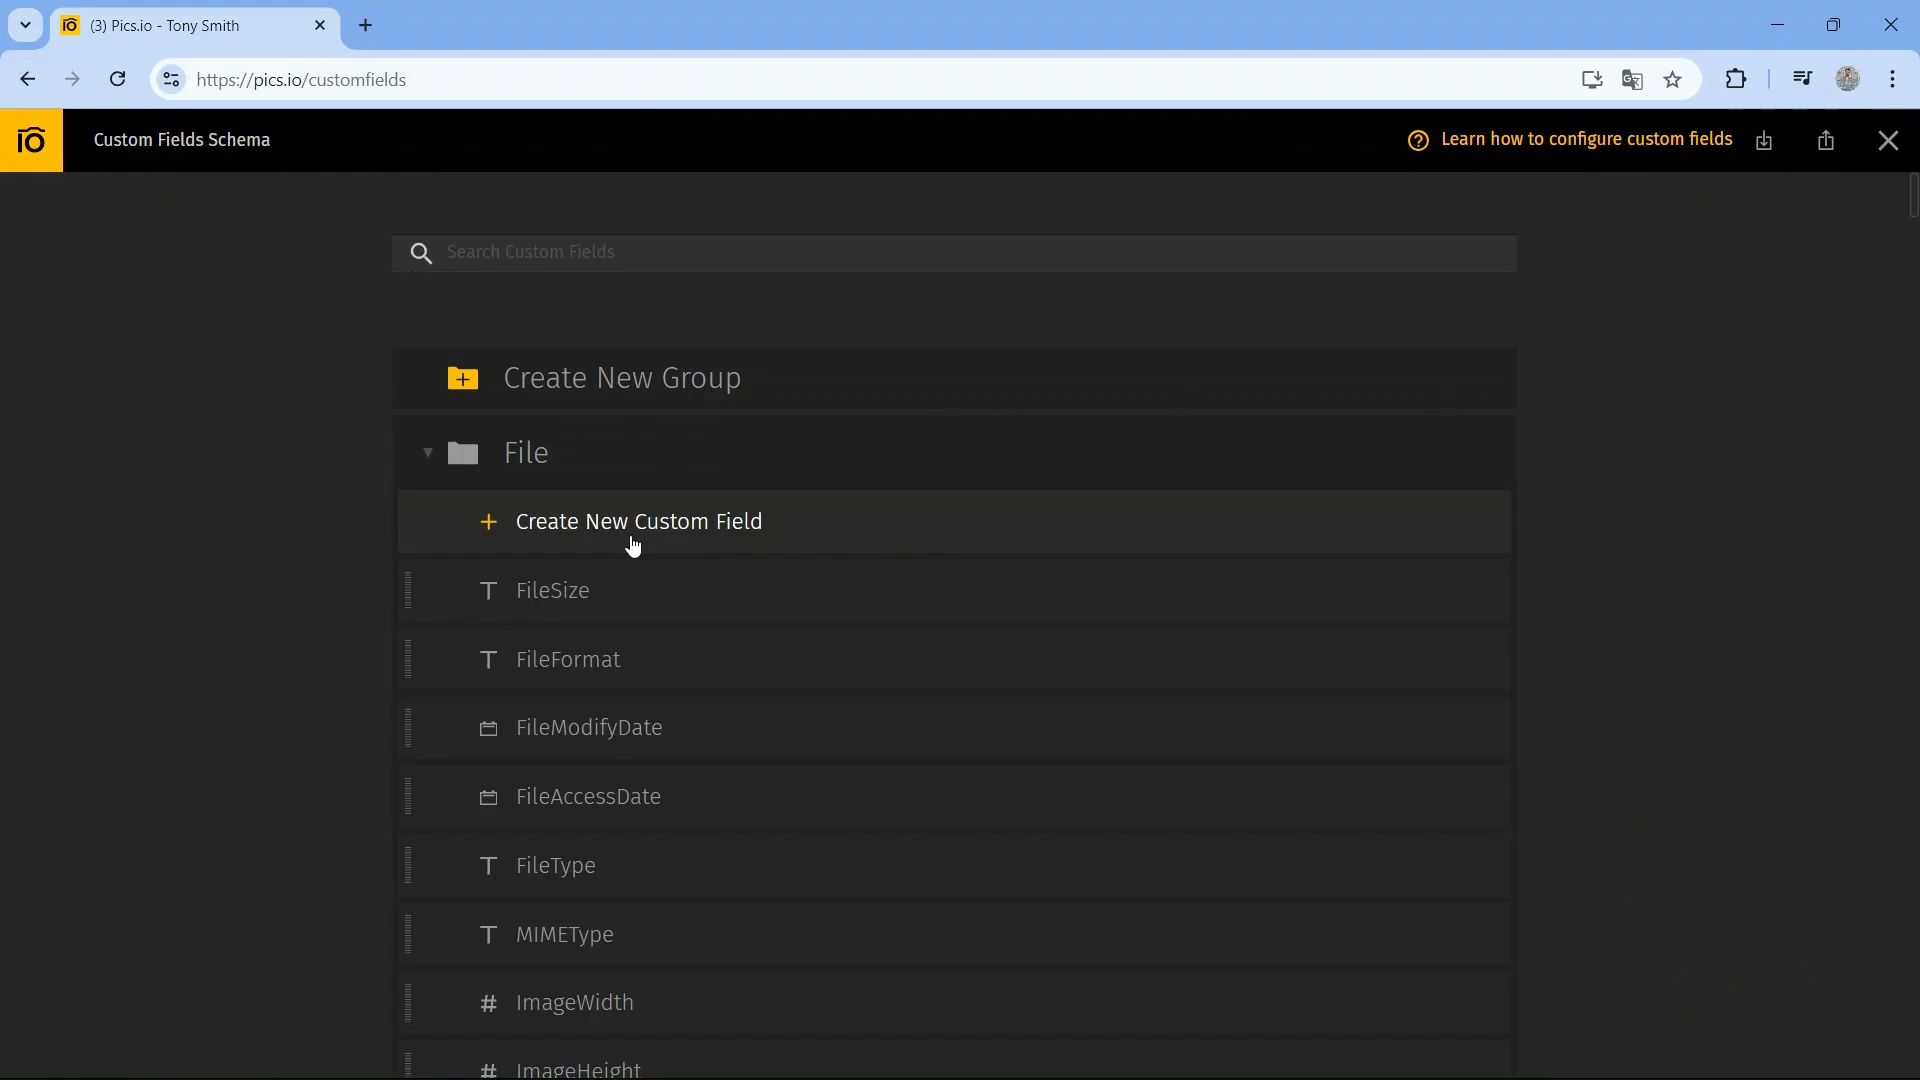 (3) Pics.io - Tony Smith
https://pics.io/customfields
Custom Fields Schema
Learn how to configure custom fields
Search Custom Fields
Create New Group
File
Create New Custom Field
FileSize
FileFormat
FileModifyDate
FileAccessDate
FileType
MIMEType
ImageWidth
ImageHeight